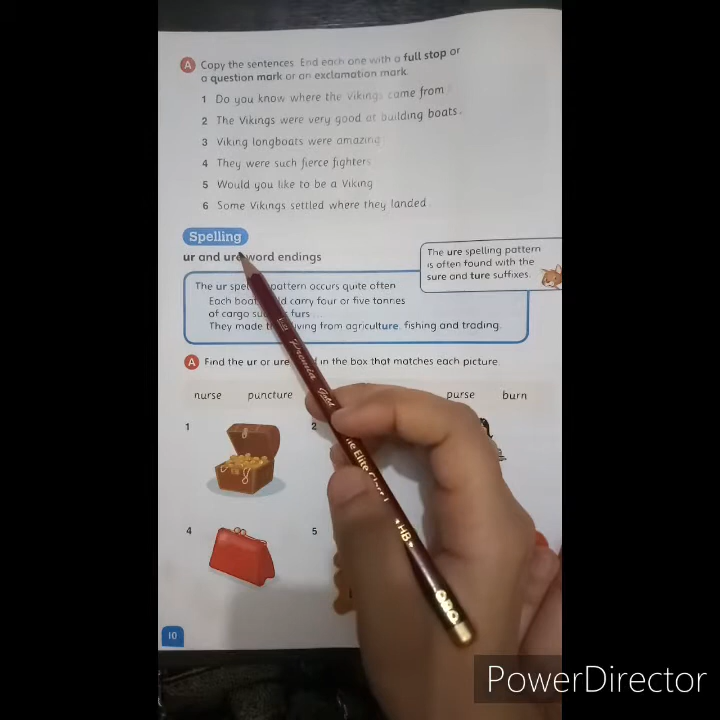 A Copy the sentences. End each one with a full stop or
a question mark or an exclamation mark.
1 Do you know where the Vikings came from
2 The Vikings were very good at building boats.
3 Viking longboats were amazing
4 They were such fierce fighters
5 Would you like to be a Viking
6 Some Vikings settled where they landed.
Spelling
ur and ure word endings
The ure spelling pattern
is often found with the
sure and ture suffixes.
The ur pattern occurs quite often
Each carry four or five tonnes
of cargo furs
They made from agriculture, fishing and trading.
A Find the ur or ure in the box that matches each picture.
nurse puncture purse burn
1 2
4 5
10
Premia Gold
The Elite Class
HB
PowerDirector